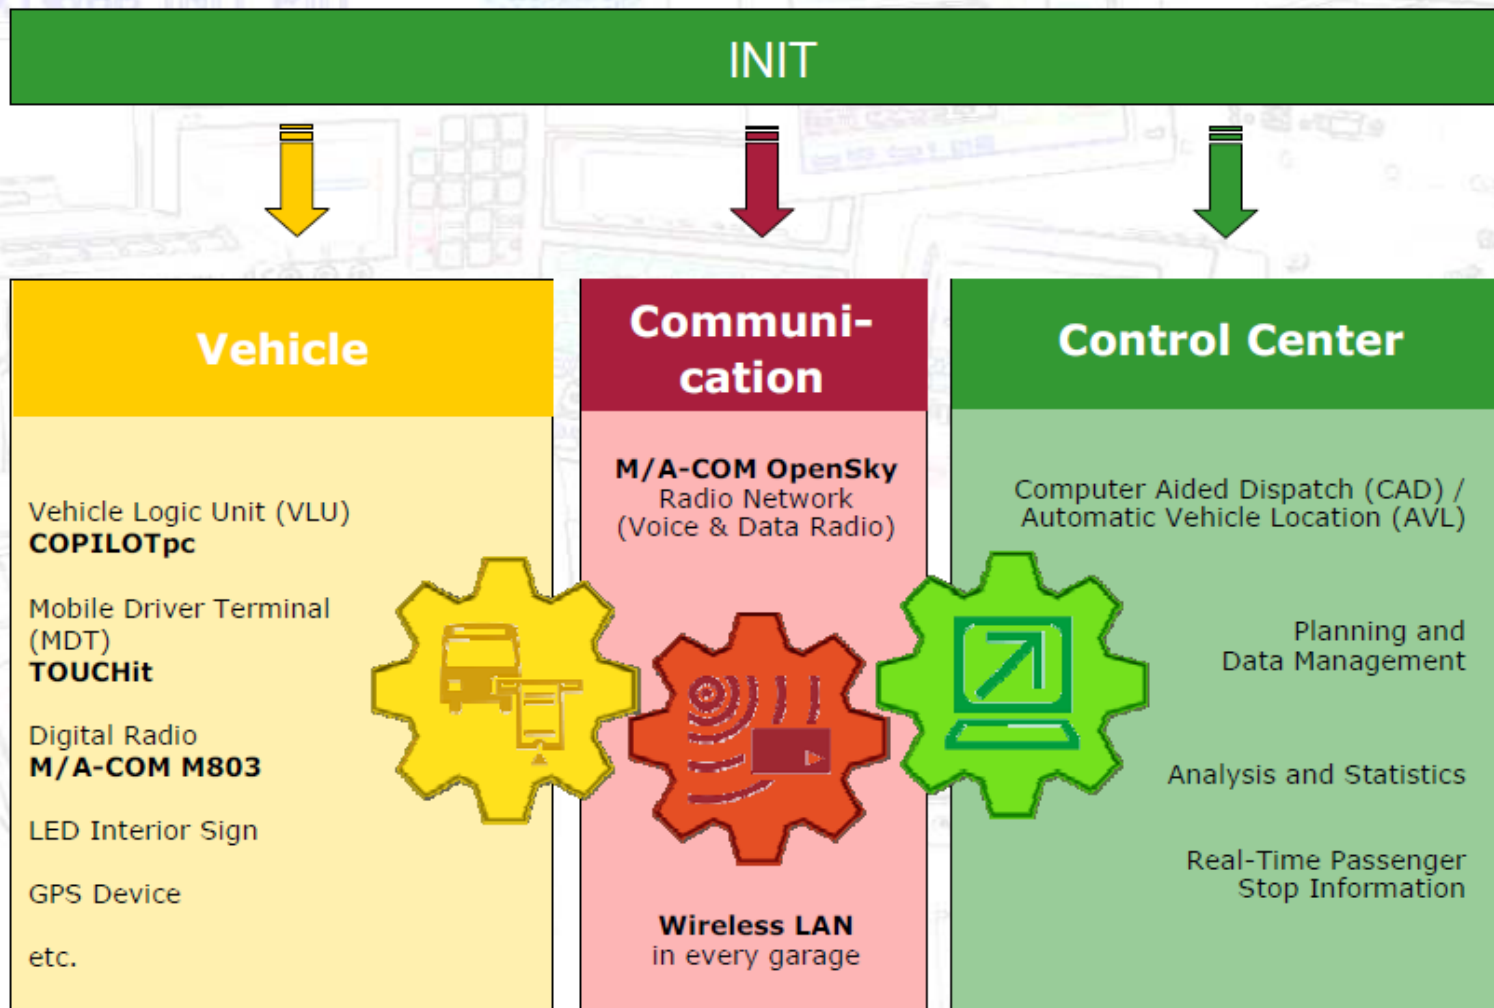 INIT
Vehicle
Vehicle Logic Unit (VLU)
COPILOTpc
Mobile Driver Terminal
(MDT)
TOUCHit
Digital Radio
M/A-COM M803
LED Interior Sign
GPS Device
etc.
Communi-
cation
M/A-COM OpenSky
Radio Network
(Voice & Data Radio)
Wireless LAN
in every garage
Control Center
Computer Aided Dispatch (CAD) /
Automatic Vehicle Location (AVL)
Planning and
Data Management
Analysis and Statistics
Real-Time Passenger
Stop Information